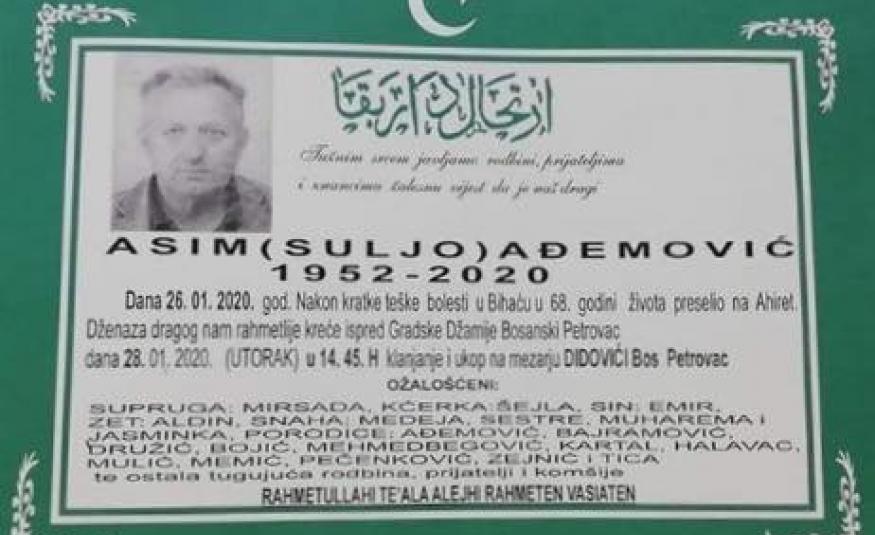 ارتحال دار بقا
Tužnim srcem javljamo rodbini, prijateljima
i znancima žalosnu vijest da je naš dragi
ASIM (SULJO) AĐEMOVIĆ
1952-2020
Dana 26. 01. 2020. god. Nakon kratke teške bolesti u Bihaću u 68. godini života preselio na Ahiret.
Dženaza dragog nam rahmetlije kreće ispred Gradske Džamije Bosanski Petrovac
dana 28. 01. 2020. (UTORAK) u 14. 45. H klanjanje i ukop na mezarju DIDOVIĆI Bos Petrovac
OŽALOŠĆENI:
SUPRUGA: MIRSADA, KĆERKA: ŠEJLA, SIN: EMIR,
ZET: ALDIN, SNAHA: MEDEJA, SESTRE, MUHAREMA i
JASMINKA, PORODICE: AĐEMOVIĆ, BAJRAMOVIĆ,
DRUŽIĆ, BOJIĆ, MEHMEDBEGOVIĆ, KARTAL, HALAVAC,
MULIĆ, MEMIĆ, PEČENKOVIĆ, ZEJNIĆ i TICA
te ostala tugujuća rodbina, prijatelji i komšije
RAHMETULLAHI TE'ALA ALEJHI RAHMETEN VASIATEN